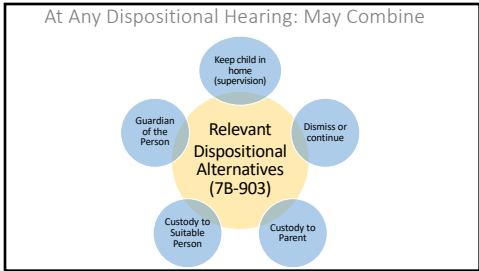 At Any Dispositional Hearing: May Combine
Keep child in
home
(supervision)
Guardian
of the
Person
Relevant
Dispositional
Alternatives
(7B-903)
Dismiss or
continue
Custody to
Suitable
Person
Custody to
Parent